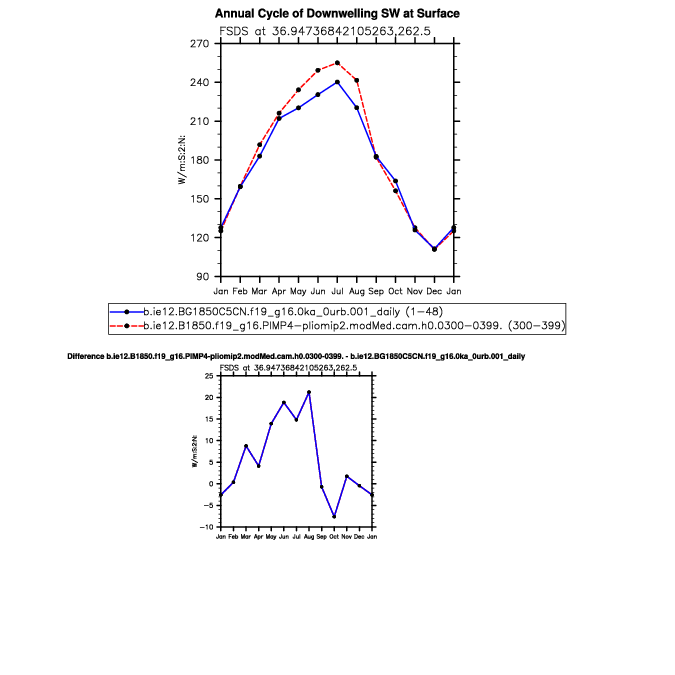 Annual Cycle of Downwelling SW at Surface
FSDS at 36.94736842105263,262.5
270
240
210
180
150
120
90
W/m:S:2:N:
Jan Feb Mar Apr May Jun Jul Aug Sep Oct Nov Dec Jan
b.ie12.BG1850C5CN.f19_g16.0ka_0urb.001_daily (1-48)
b.ie12.B1850.f19_g16.PIMP4-pliomip2.modMed.cam.h0.0300-0399. (300-399)
Difference b.ie12.B1850.f19_g16.PIMP4-pliomip2.modMed.cam.h0.0300-0399. - b.ie12.BG1850C5CN.f19_g16.0ka_0urb.001_daily
FSDS at 36.94736842105263,262.5
25
20
15
10
5
0
-5
-10
W/m:S:2:N:
Jan Feb Mar Apr May Jun Jul Aug Sep Oct Nov Dec Jan